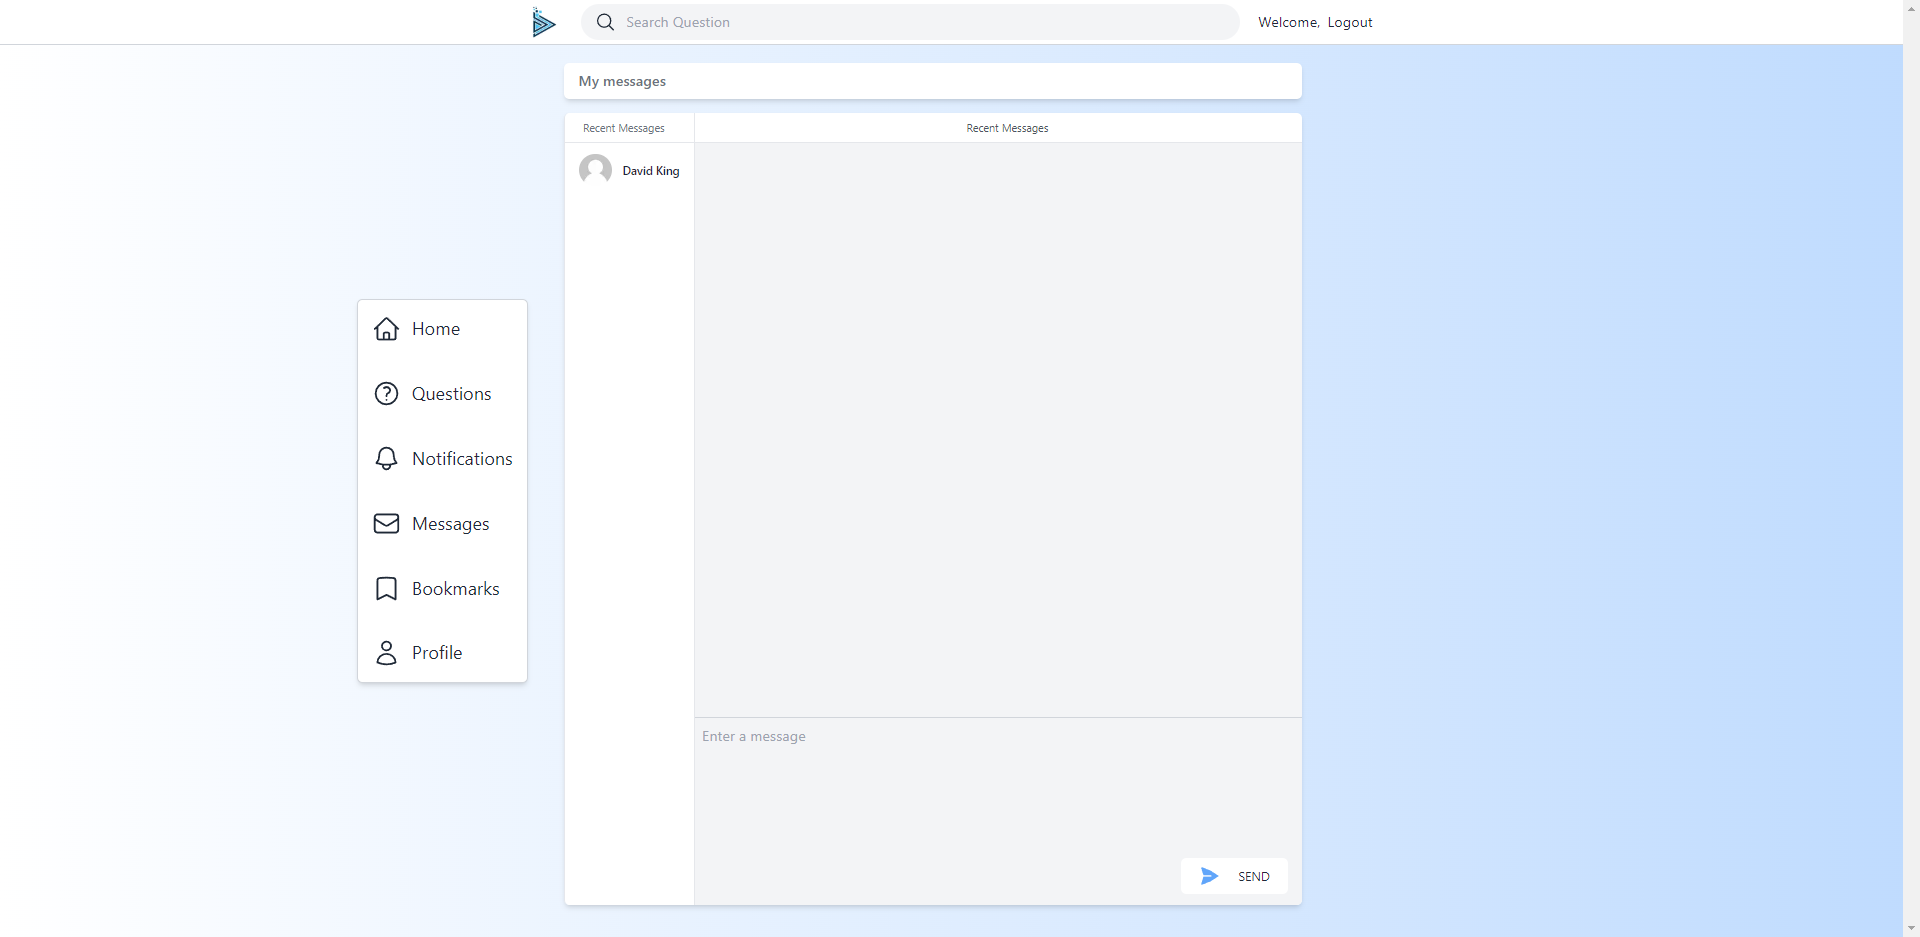 Search Question
Welcome, Logout
My messages
Recent Messages
Recent Messages
David King
Home
Questions
Notifications
Messages
Bookmarks
Profile
Enter a message
SEND